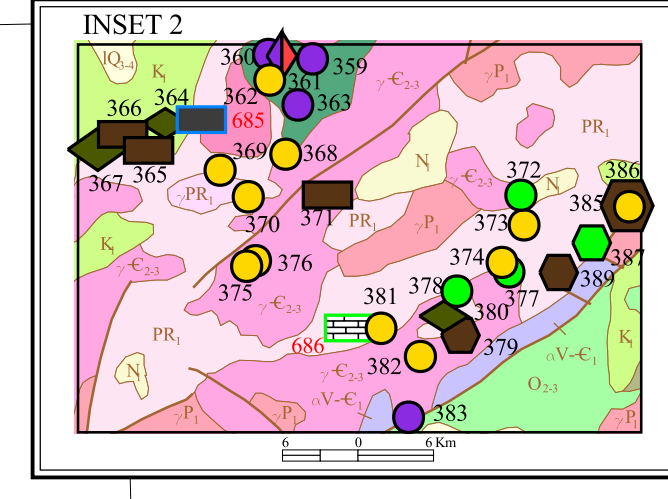 INSET 2
lQ3-4
K1
360
359
γ-Є2-3
γP1
366
364
362
361
363
685
PR1
367
365
369
368
N1
γ-Є2-3
372
N1
386
γPR1
370
371
PR1
γP1
373
385
K1
γ-Є2-3
375
376
374
377
387
389
378
γ-Є2-3
381
380
379
686
PR1
K1
N1
382
γ-Є2-3
αV-Є1
O2-3
αV-Є1
γP1
γP1
383
γP1
6 0 6 Km